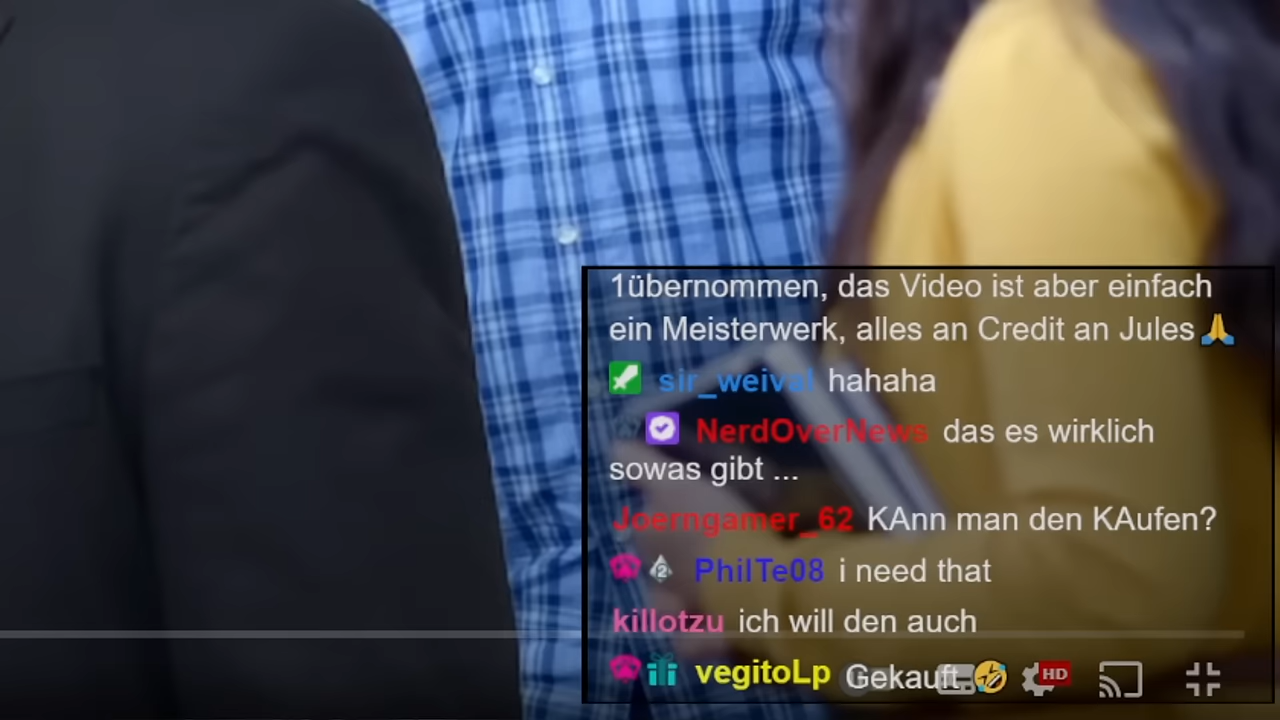 1übernommen, das Video ist aber einfach
ein Meisterwerk, alles an Credit an Jules🙏
sir_weival hahaha
NerdOverNews das es wirklich
sowas gibt ...
Joerngamer_62 KAnn man den KAufen?
2 PhilTe08 i need that
killotzu ich will den auch
vegitoLp Gekauft🤣 HD